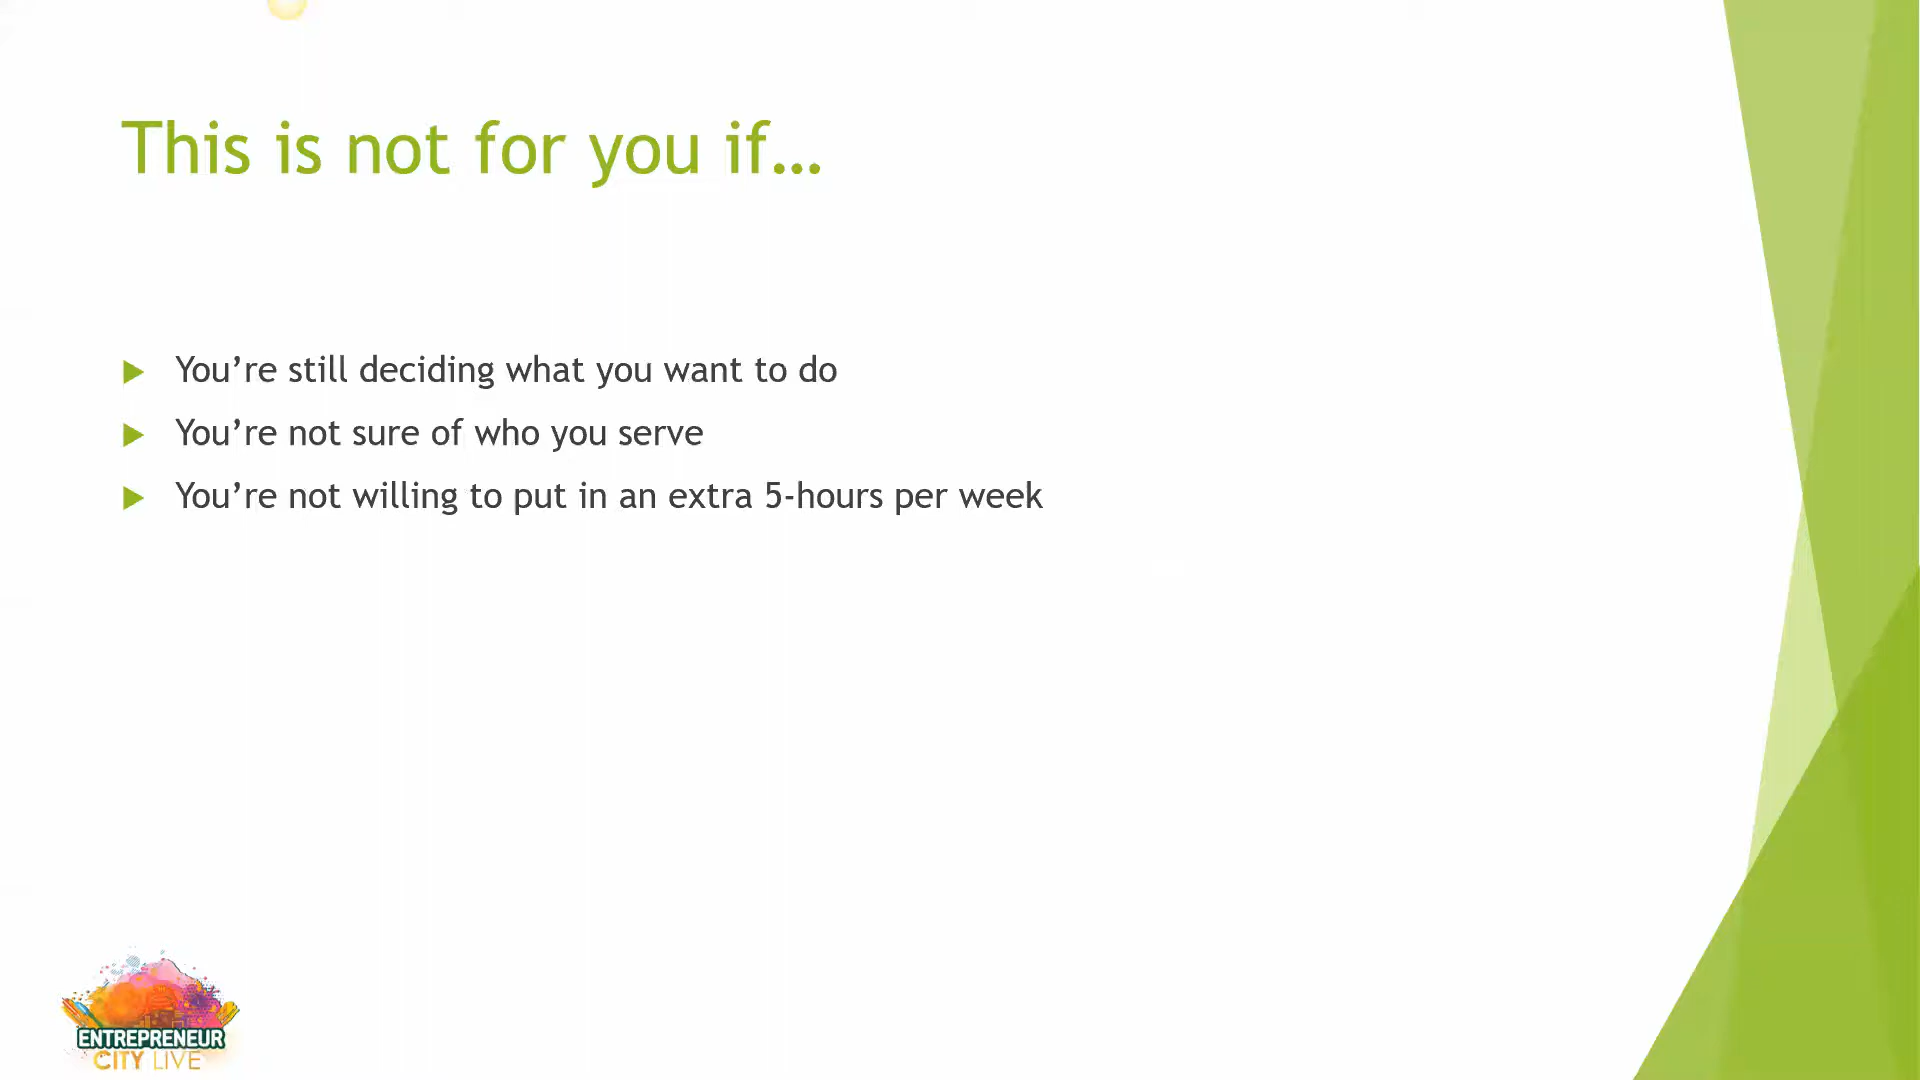 This is not for you if…
You’re still deciding what you want to do
You’re not sure of who you serve
You’re not willing to put in an extra 5-hours per week
ENTREPRENEUR
CITY LIVE